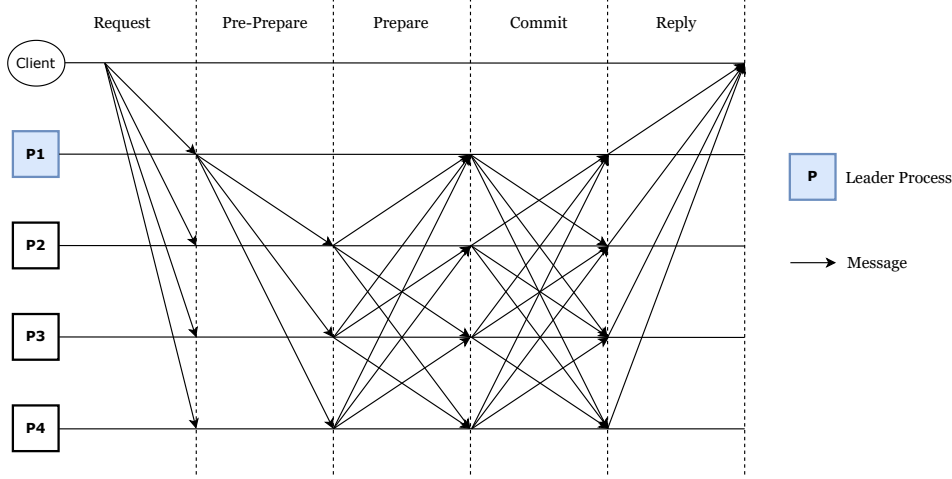 Request
Pre-Prepare
Prepare
Commit
Reply
Client
P1
P2
P3
P4
P
Leader Process
Message